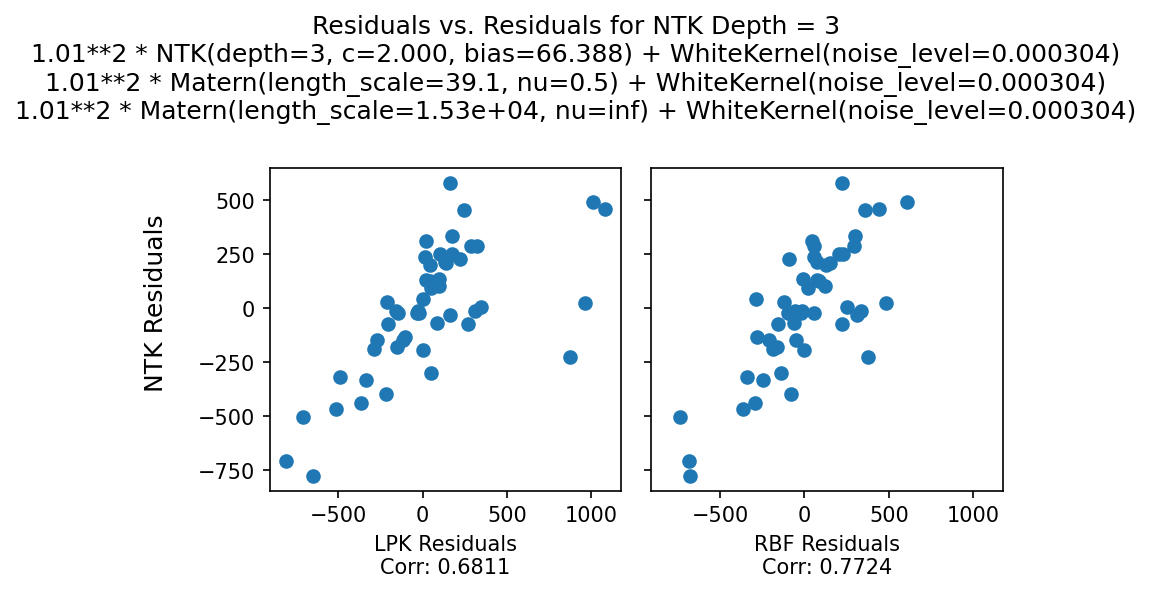 Residuals vs. Residuals for NTK Depth = 3
1.01**2 * NTK(depth=3, c=2.000, bias=66.388) + WhiteKernel(noise_level=0.000304)
1.01**2 * Matern(length_scale=39.1, nu=0.5) + WhiteKernel(noise_level=0.000304)
1.01**2 * Matern(length_scale=1.53e+04, nu=inf) + WhiteKernel(noise_level=0.000304)
NTK Residuals
500
250
0
−250
−500
−750
−500 0 500 1000
−500 0 500 1000
LPK Residuals
Corr: 0.6811
RBF Residuals
Corr: 0.7724